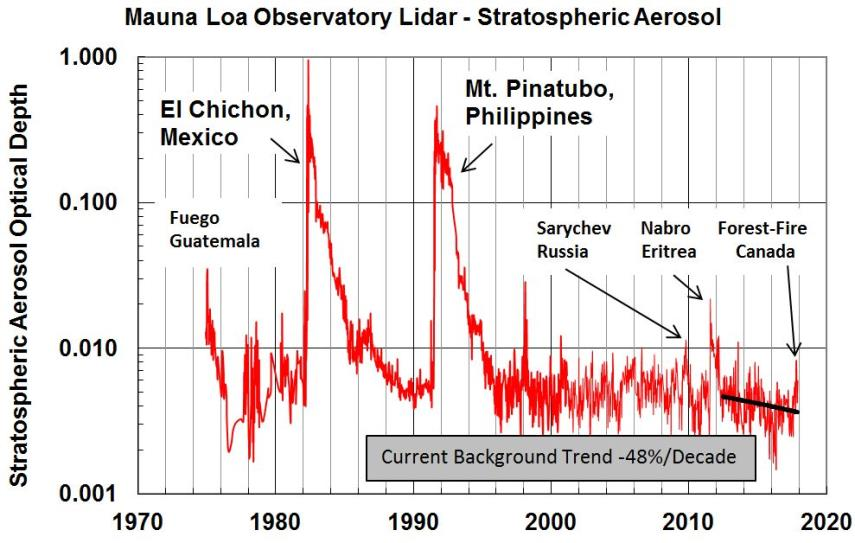 Mauna Loa Observatory Lidar - Stratospheric Aerosol
Stratospheric Aerosol Optical Depth
1.000
0.100
0.010
0.001
El Chichon,
Mexico
Mt. Pinatubo,
Philippines
Fuego
Guatemala
Sarychev
Russia
Nabro
Eritrea
Forest-Fire
Canada
Current Background Trend -48%/Decade
1970
1980
1990
2000
2010
2020